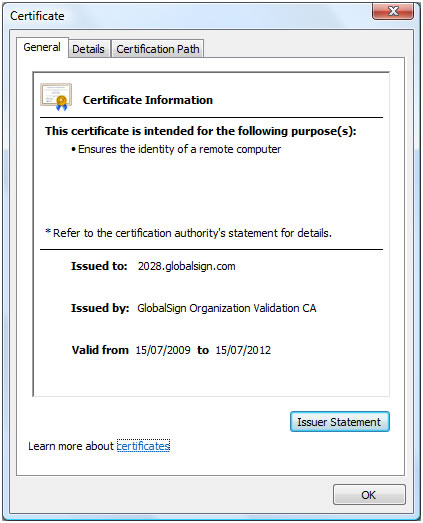 Certificate
General Details Certification Path
Certificate Information
This certificate is intended for the following purpose(s):
• Ensures the identity of a remote computer
* Refer to the certification authority's statement for details.
Issued to: 2028.globalsign.com
Issued by: GlobalSign Organization Validation CA
Valid from 15/07/2009 to 15/07/2012
Issuer Statement
Learn more about certificates
OK